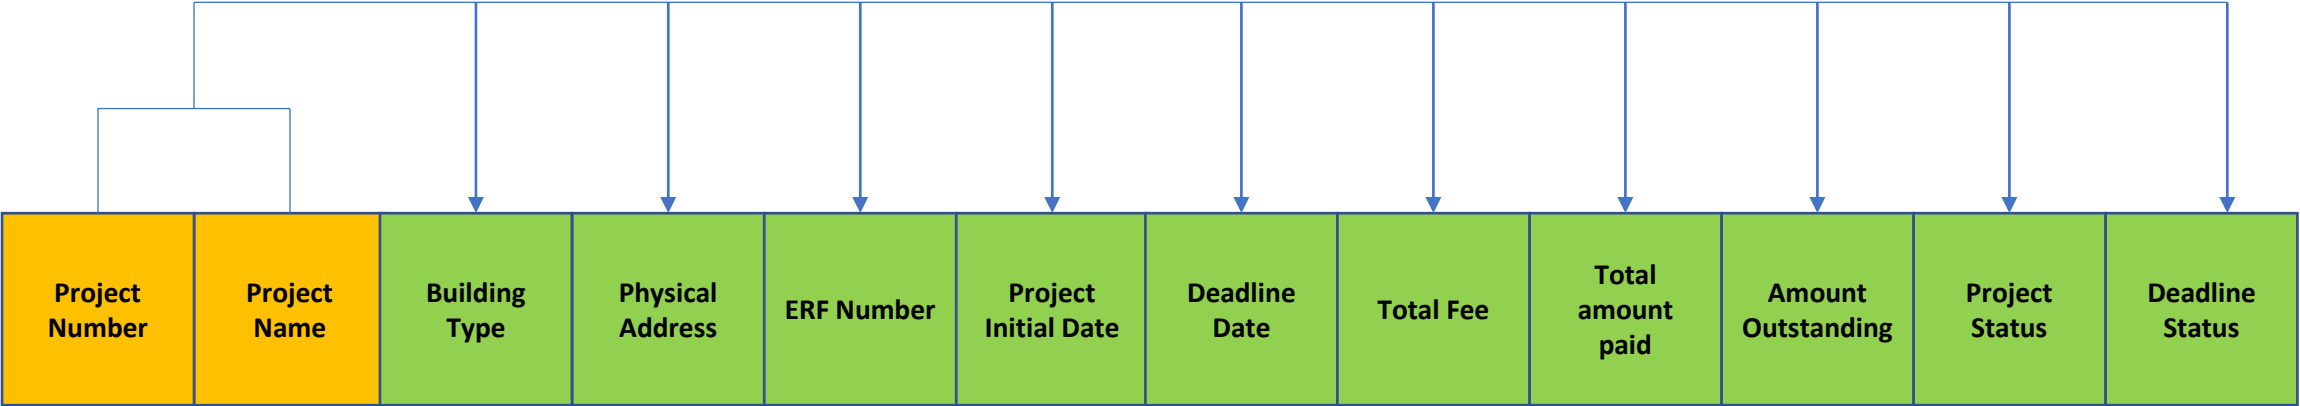 Project
Number
Project
Name
Building
Type
Physical
Address
ERF Number
Project
Initial Date
Deadline
Date
Total Fee
Total
amount
paid
Amount
Outstanding
Project
Status
Deadline
Status